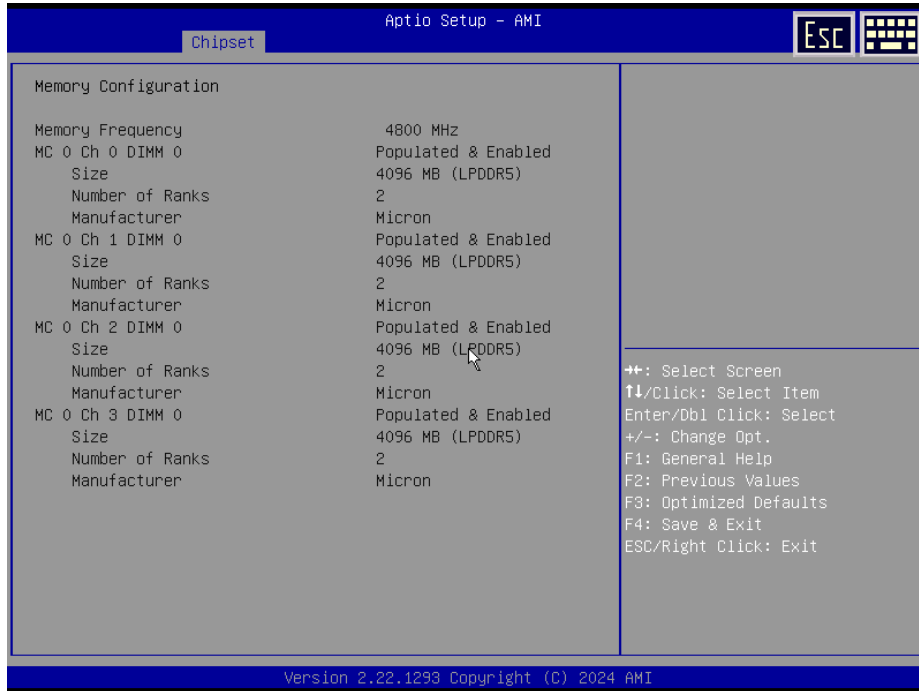 Aptio Setup - AMI
Chipset
Esc
Memory Configuration
Memory Frequency 4800 MHz
MC 0 Ch 0 DIMM 0 Populated & Enabled
Size 4096 MB (LPDDR5)
Number of Ranks 2
Manufacturer Micron
MC 0 Ch 1 DIMM 0 Populated & Enabled
Size 4096 MB (LPDDR5)
Number of Ranks 2
Manufacturer Micron
MC 0 Ch 2 DIMM 0 Populated & Enabled
Size 4096 MB (LPDDR5)
Number of Ranks 2
Manufacturer Micron
MC 0 Ch 3 DIMM 0 Populated & Enabled
Size 4096 MB (LPDDR5)
Number of Ranks 2
Manufacturer Micron
→←: Select Screen
↑↓/Click: Select Item
Enter/Dbl Click: Select
+/-: Change Opt.
F1: General Help
F2: Previous Values
F3: Optimized Defaults
F4: Save & Exit
ESC/Right Click: Exit
Version 2.22.1293 Copyright (C) 2024 AMI